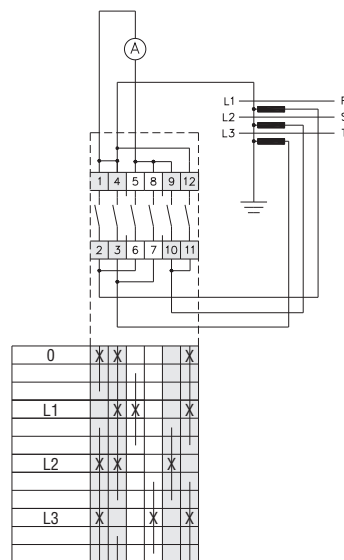 A
L1 R
L2 S
L3 T
1 4 5 8 9 12
2 3 6 7 10 11
0 X X X
L1 X X X
L2 X X X
L3 X X X